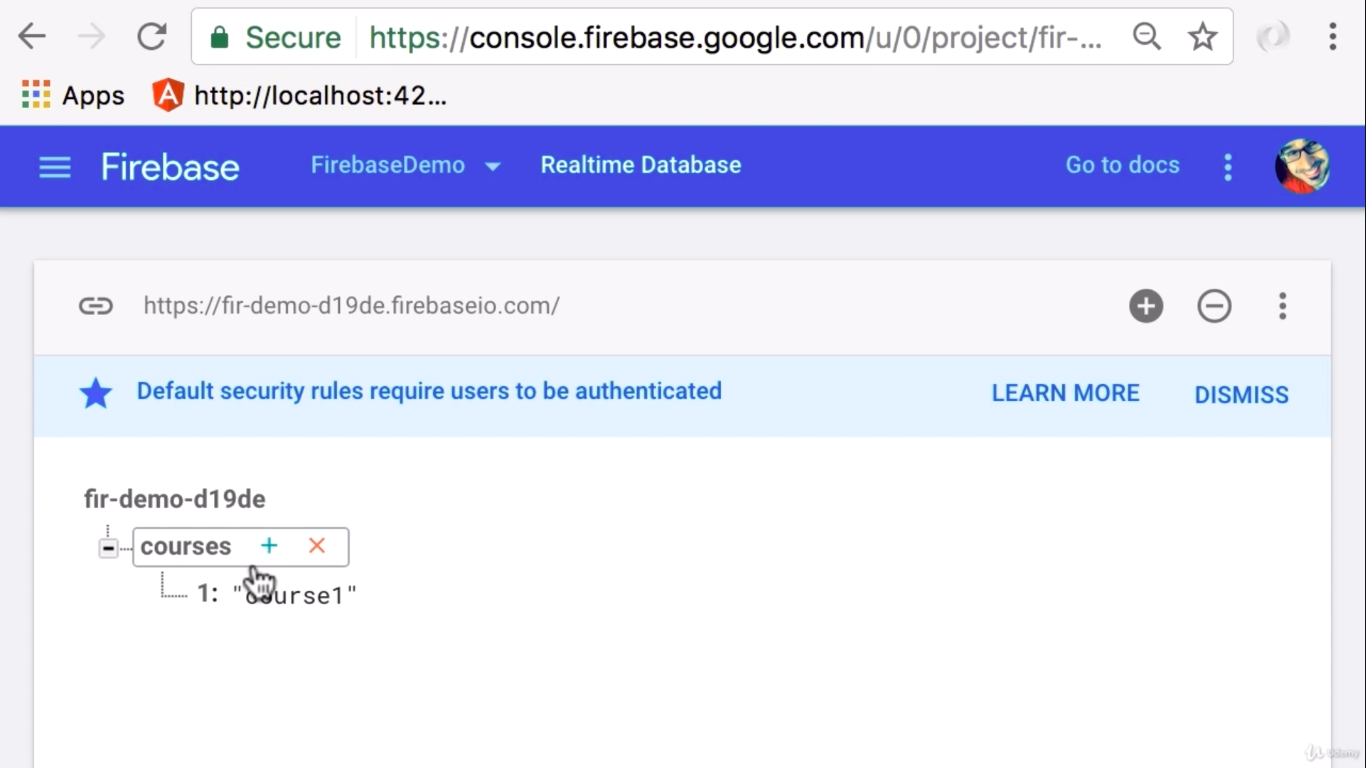 Secure https://console.firebase.google.com/u/0/project/fir-...
Apps http://localhost:42...
Firebase FirebaseDemo Realtime Database Go to docs
https://fir-demo-d19de.firebaseio.com/
Default security rules require users to be authenticated LEARN MORE DISMISS
fir-demo-d19de
courses
1: "course1"
Udemy